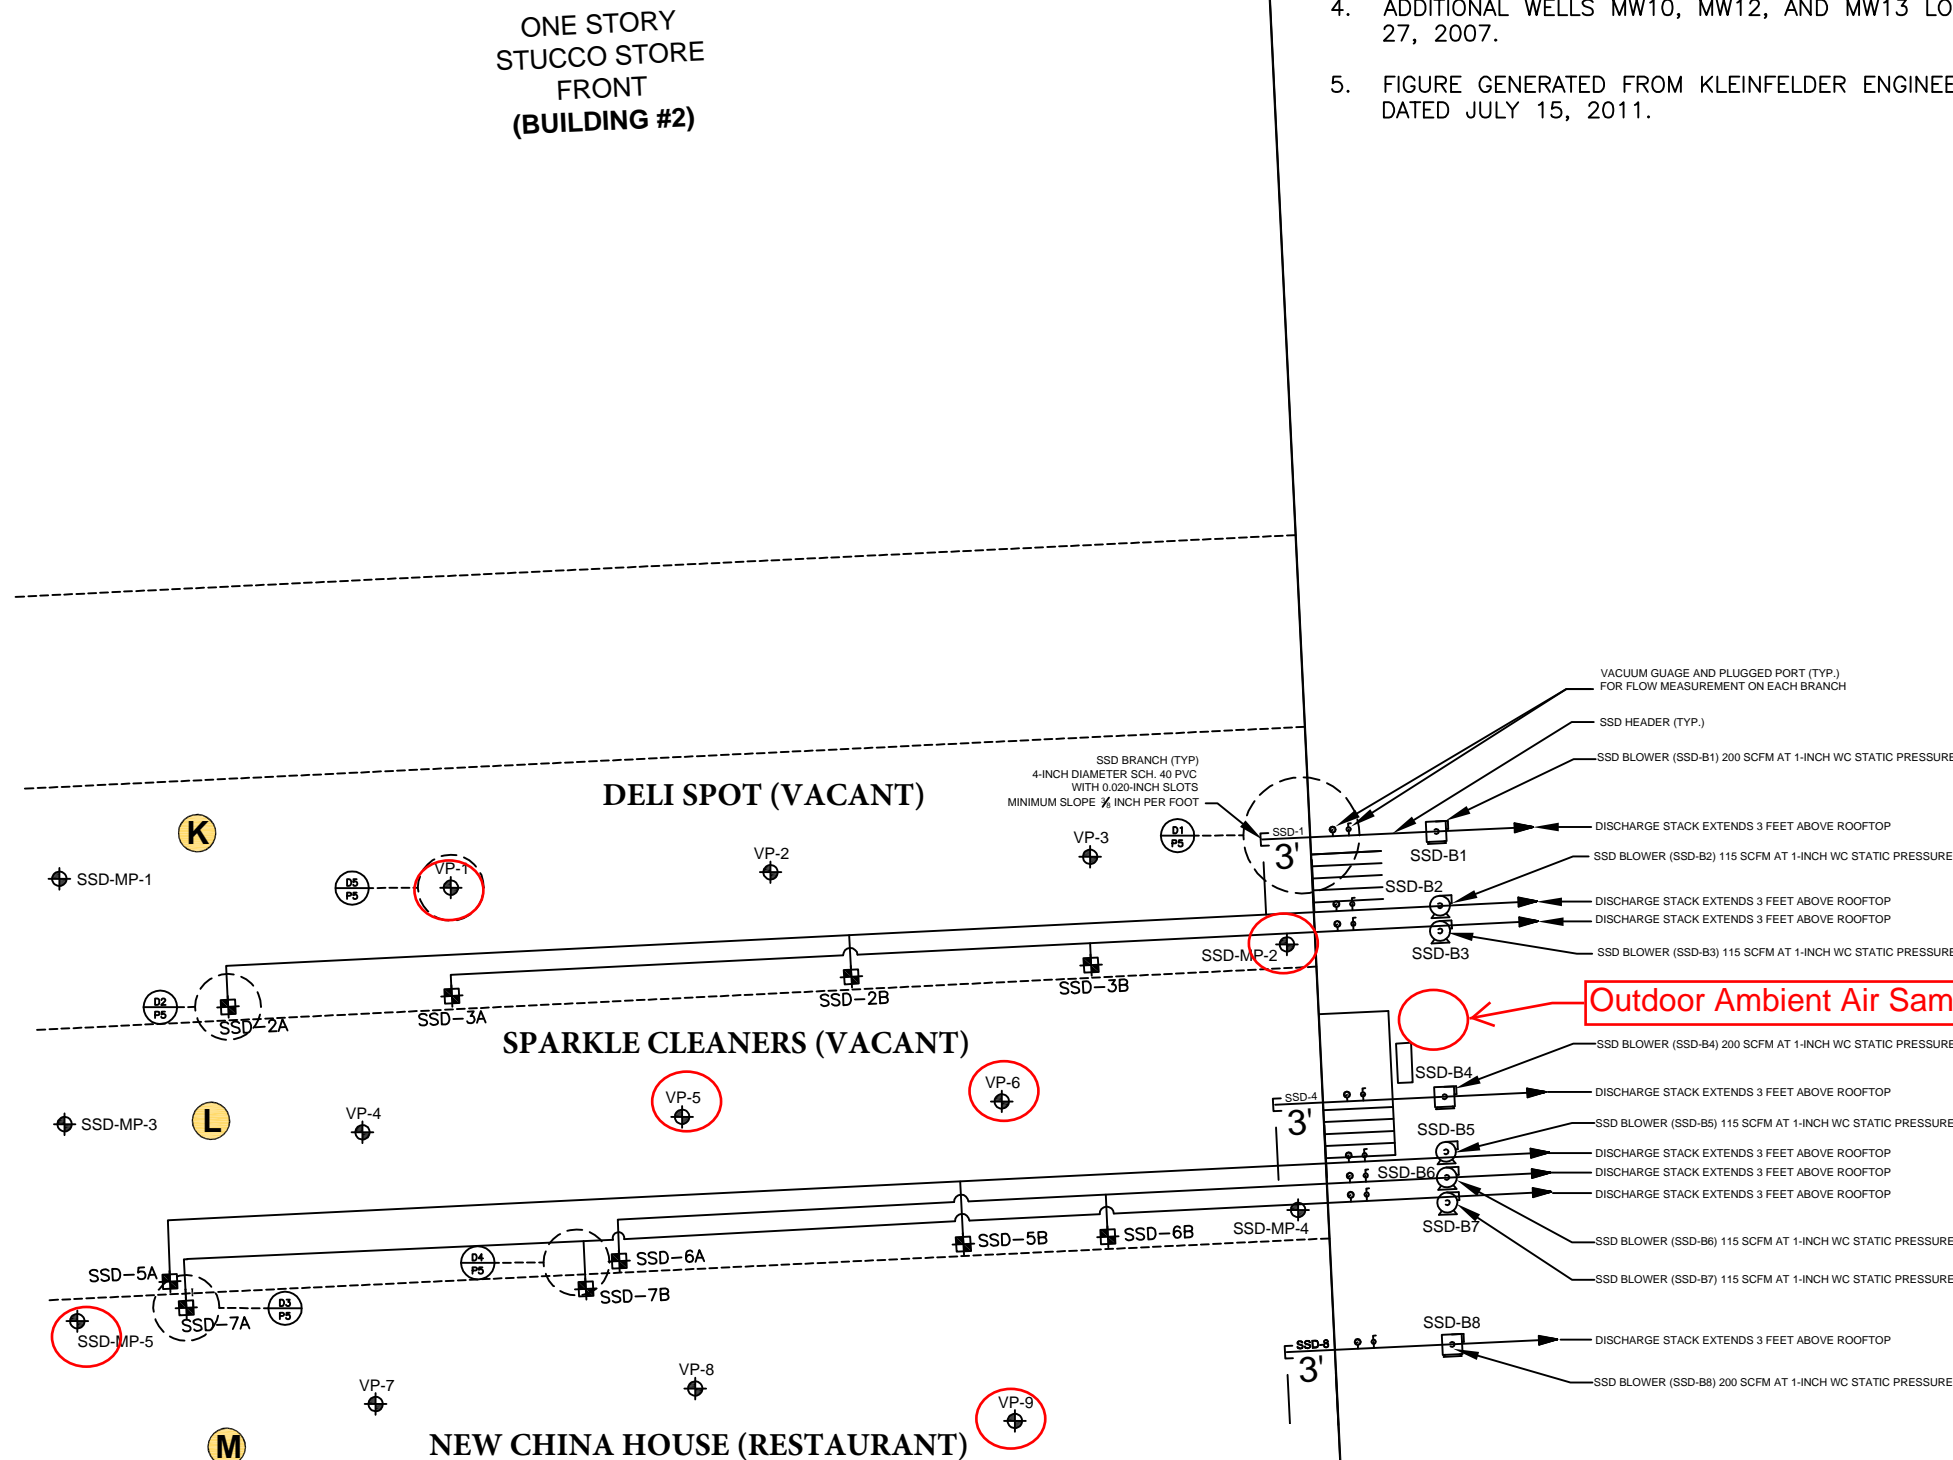 ONE STORY
STUCCO STORE
FRONT
(BUILDING #2)
4. ADDITIONAL WELLS MW10, MW12, AND MW13 LO
27, 2007.
5. FIGURE GENERATED FROM KLEINFELDER ENGINEE
DATED JULY 15, 2011.
VACUUM GUAGE AND PLUGGED PORT (TYP.)
FOR FLOW MEASUREMENT ON EACH BRANCH
SSD HEADER (TYP.)
SSD BLOWER (SSD-B1) 200 SCFM AT 1-INCH WC STATIC PRESSURE
SSD BRANCH (TYP)
4-INCH DIAMETER SCH. 40 PVC
WITH 0.020-INCH SLOTS
MINIMUM SLOPE ⅜ INCH PER FOOT
DELI SPOT (VACANT)
K
SSD-MP-1
D5
P5
VP-1
VP-2
VP-3
D1
P5
SSD-1
3'
SSD-B1
DISCHARGE STACK EXTENDS 3 FEET ABOVE ROOFTOP
SSD BLOWER (SSD-B2) 115 SCFM AT 1-INCH WC STATIC PRESSURE
SSD-B2
DISCHARGE STACK EXTENDS 3 FEET ABOVE ROOFTOP
DISCHARGE STACK EXTENDS 3 FEET ABOVE ROOFTOP
SSD-MP-2
SSD-B3
SSD BLOWER (SSD-B3) 115 SCFM AT 1-INCH WC STATIC PRESSURE
D2
P5
SSD-2A
SSD-3A
SSD-2B
SSD-3B
Outdoor Ambient Air Sam
SPARKLE CLEANERS (VACANT)
SSD BLOWER (SSD-B4) 200 SCFM AT 1-INCH WC STATIC PRESSURE
SSD-B4
DISCHARGE STACK EXTENDS 3 FEET ABOVE ROOFTOP
L
SSD-MP-3
VP-4
VP-5
VP-6
SSD-4
3'
SSD-B5
SSD BLOWER (SSD-B5) 115 SCFM AT 1-INCH WC STATIC PRESSURE
DISCHARGE STACK EXTENDS 3 FEET ABOVE ROOFTOP
SSD-B6
DISCHARGE STACK EXTENDS 3 FEET ABOVE ROOFTOP
DISCHARGE STACK EXTENDS 3 FEET ABOVE ROOFTOP
SSD-MP-4
SSD-B7
SSD BLOWER (SSD-B6) 115 SCFM AT 1-INCH WC STATIC PRESSURE
SSD BLOWER (SSD-B7) 115 SCFM AT 1-INCH WC STATIC PRESSURE
SSD-5A
D4
P5
SSD-6A
SSD-7B
SSD-5B
SSD-6B
D3
P5
SSD-7A
SSD-MP-5
SSD-B8
SSD-8
3'
DISCHARGE STACK EXTENDS 3 FEET ABOVE ROOFTOP
SSD BLOWER (SSD-B8) 200 SCFM AT 1-INCH WC STATIC PRESSURE
VP-7
VP-8
VP-9
M
NEW CHINA HOUSE (RESTAURANT)